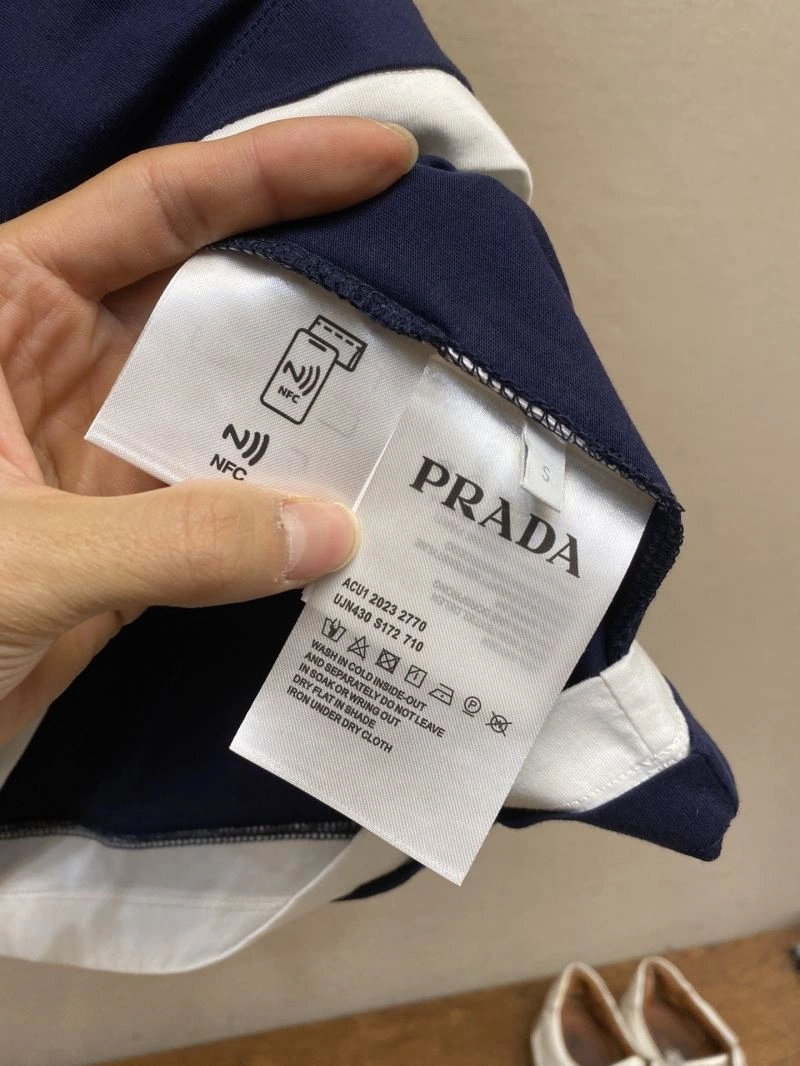 NFC
NFC
S
PRADA
ACU1 2023 2770
UJN430 S172 710
WASH IN COLD INSIDE-OUT
AND SEPARATELY DO NOT LEAVE
IN SOAK OR WRING OUT
DRY FLAT IN SHADE
IRON UNDER DRY CLOTH